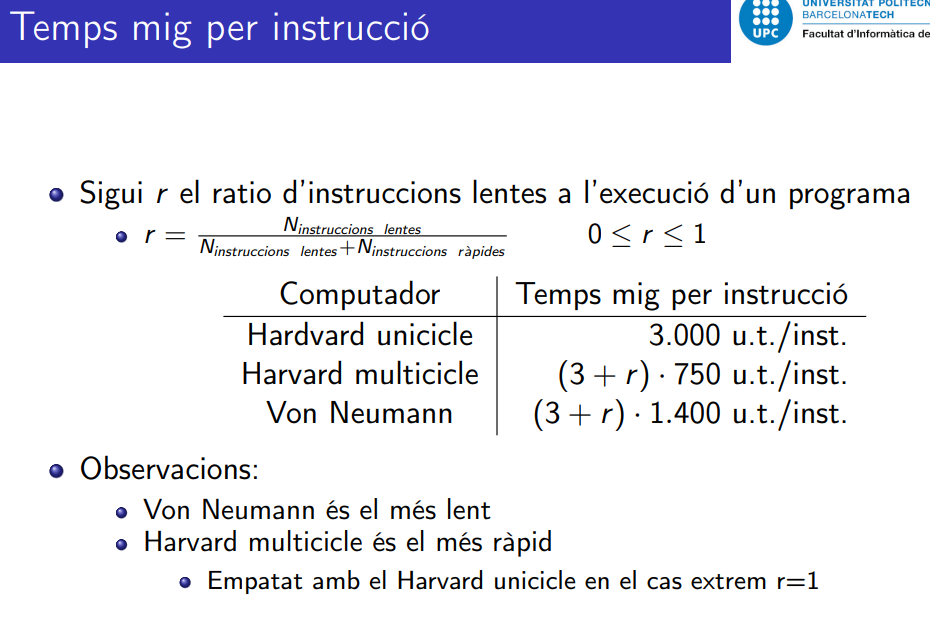 Temps mig per instrucció
UNIVERSITAT POLITÈCN
BARCELONATECH
Facultat d'Informàtica de
UPC
Sigui r el ratio d'instruccions lentes a l'execució d'un programa
r = N instruccions lentes / N instruccions lentes + N instruccions ràpides 0 ≤ r ≤ 1
Computador Temps mig per instrucció
Hardvard unicicle 3.000 u.t./inst.
Harvard multicicle (3 + r) · 750 u.t./inst.
Von Neumann (3 + r) · 1.400 u.t./inst.
Observacions:
Von Neumann és el més lent
Harvard multicicle és el més ràpid
Empatat amb el Harvard unicicle en el cas extrem r=1